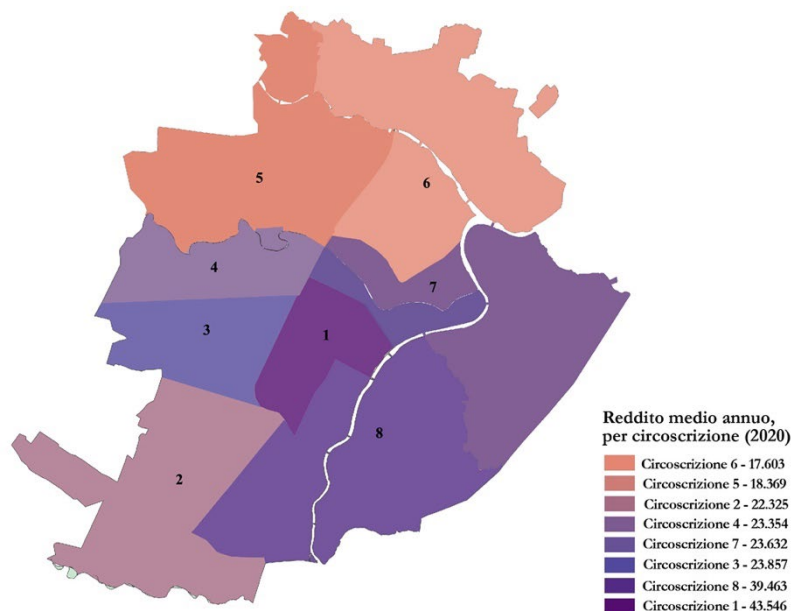 5
6
4
7
3
1
8
2
Reddito medio annuo,
per circoscrizione (2020)
Circoscrizione 6 - 17.603
Circoscrizione 5 - 18.369
Circoscrizione 2 - 22.325
Circoscrizione 4 - 23.354
Circoscrizione 7 - 23.632
Circoscrizione 3 - 23.857
Circoscrizione 8 - 39.463
Circoscrizione 1 - 43.546